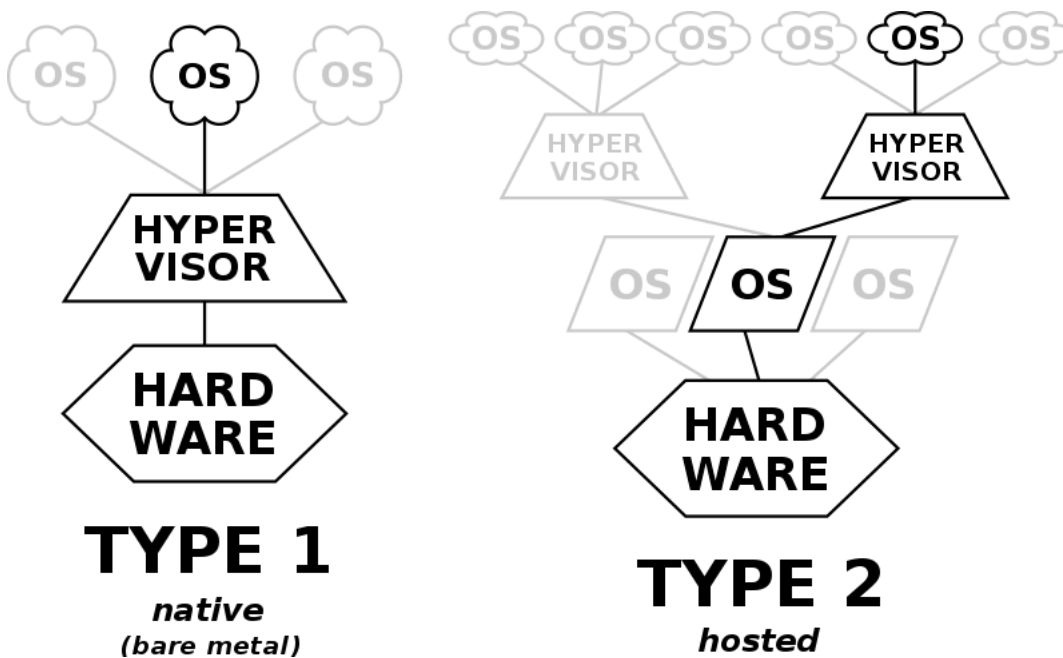 OS
OS
OS
HYPER
VISOR
HARD
WARE
TYPE 1
native
(bare metal)
OS
OS
OS
OS
OS
OS
HYPER
VISOR
HYPER
VISOR
OS
OS
OS
HARD
WARE
TYPE 2
hosted